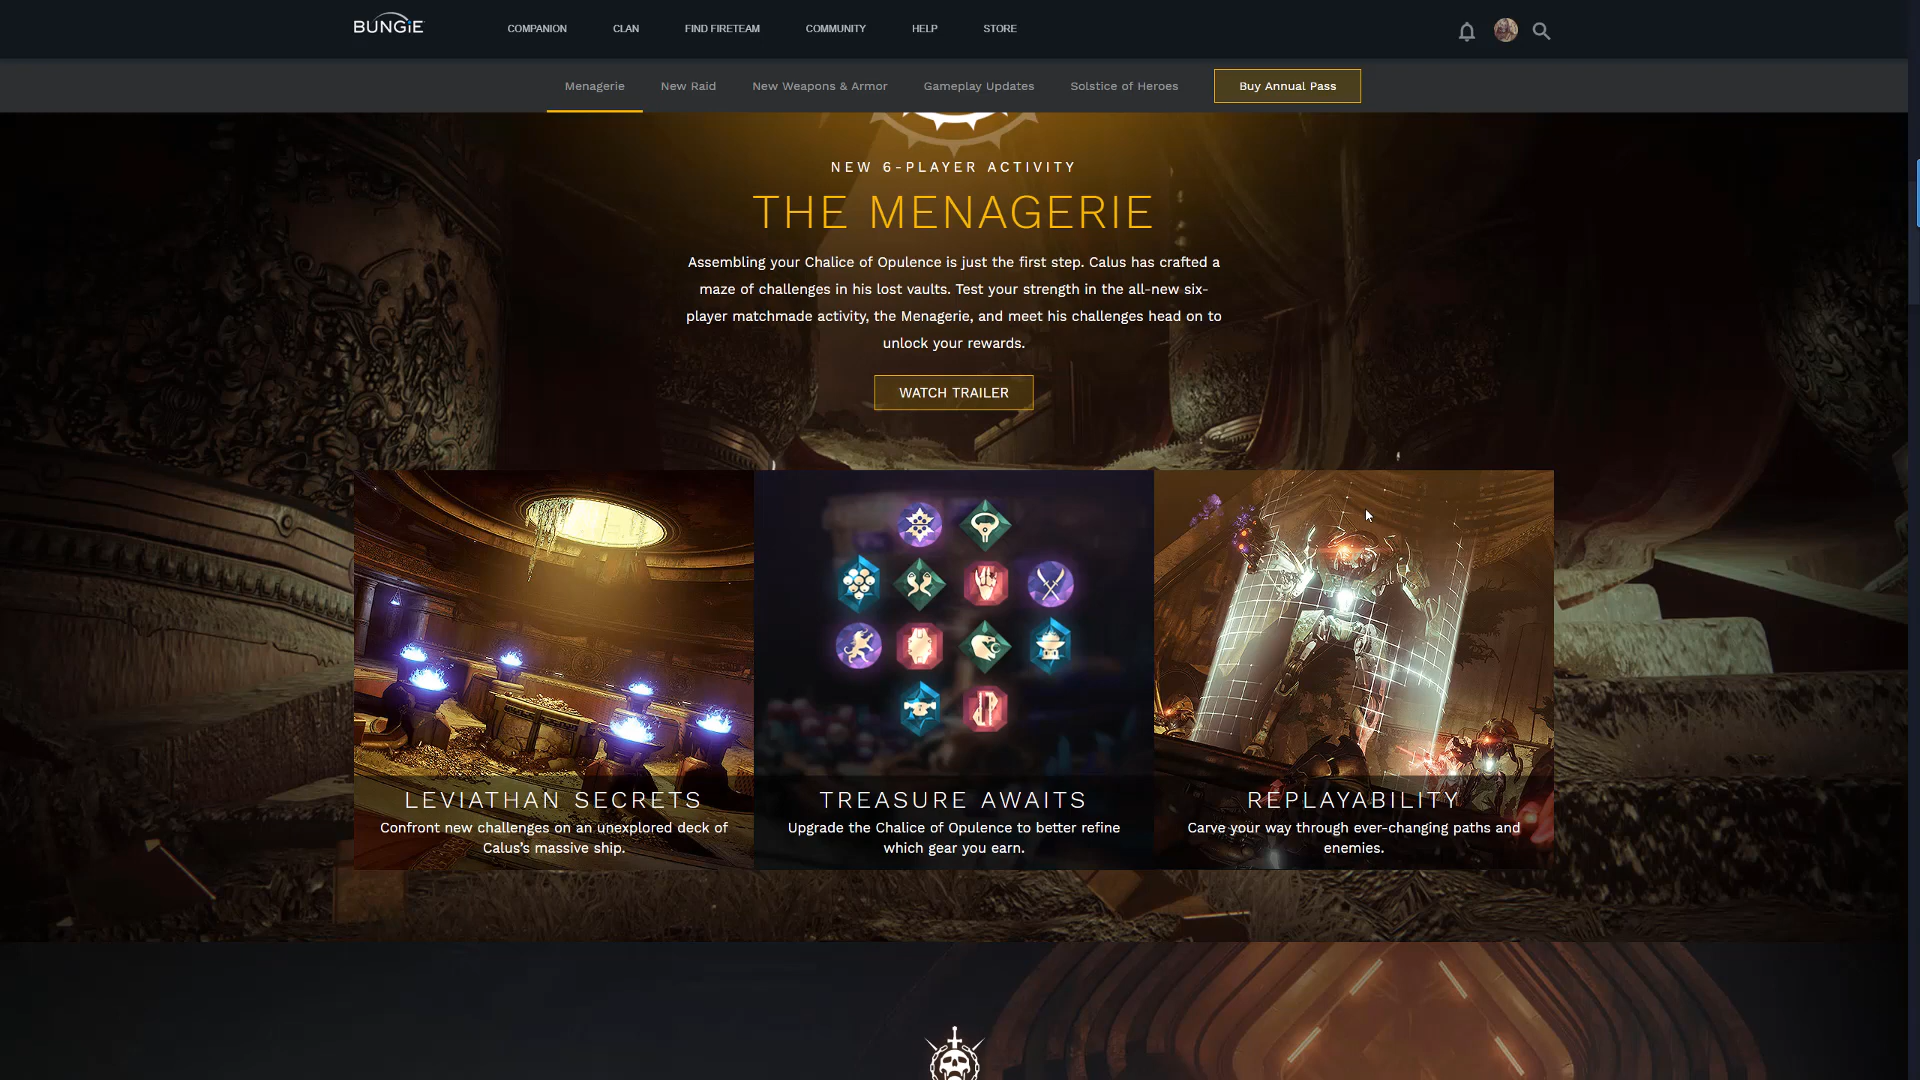 BUNGiE
COMPANION
CLAN
FIND FIRETEAM
COMMUNITY
HELP
STORE
Menagerie
New Raid
New Weapons & Armor
Gameplay Updates
Solstice of Heroes
Buy Annual Pass
NEW 6-PLAYER ACTIVITY
THE MENAGERIE
Assembling your Chalice of Opulence is just the first step. Calus has crafted a
maze of challenges in his lost vaults. Test your strength in the all-new six-
player matchmade activity, the Menagerie, and meet his challenges head on to
unlock your rewards.
WATCH TRAILER
LEVIATHAN SECRETS
Confront new challenges on an unexplored deck of
Calus’s massive ship.
TREASURE AWAITS
Upgrade the Chalice of Opulence to better refine
which gear you earn.
REPLAYABILITY
Carve your way through ever-changing paths and
enemies.